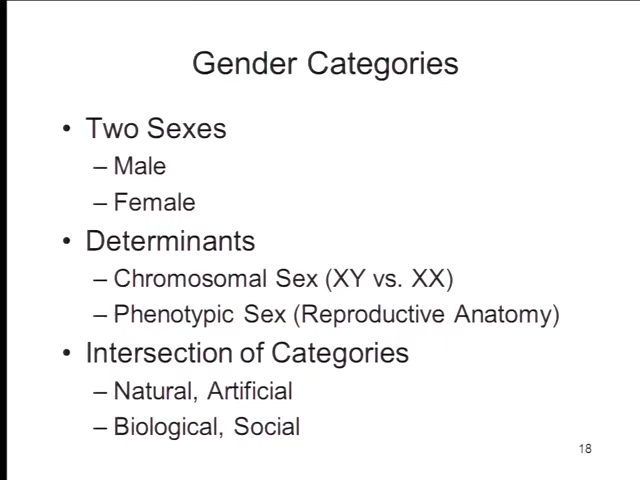 Gender Categories
• Two Sexes
– Male
– Female
• Determinants
– Chromosomal Sex (XY vs. XX)
– Phenotypic Sex (Reproductive Anatomy)
• Intersection of Categories
– Natural, Artificial
– Biological, Social
18